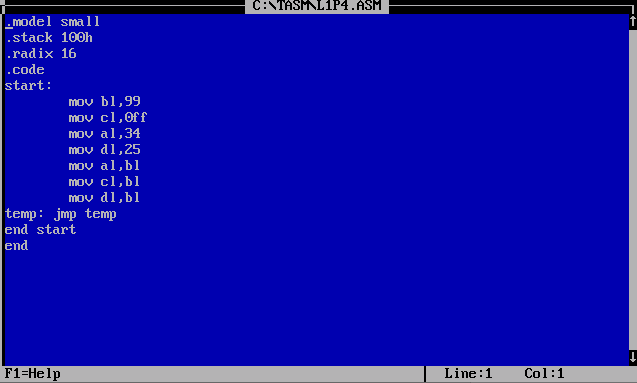 C:\TASM\L1P4.ASM
.model small
.stack 100h
.radix 16
.code
start:
mov bl,99
mov cl,0ff
mov al,34
mov dl,25
mov al,bl
mov cl,bl
mov dl,bl
temp: jmp temp
end start
end
F1=Help Line:1 Col:1